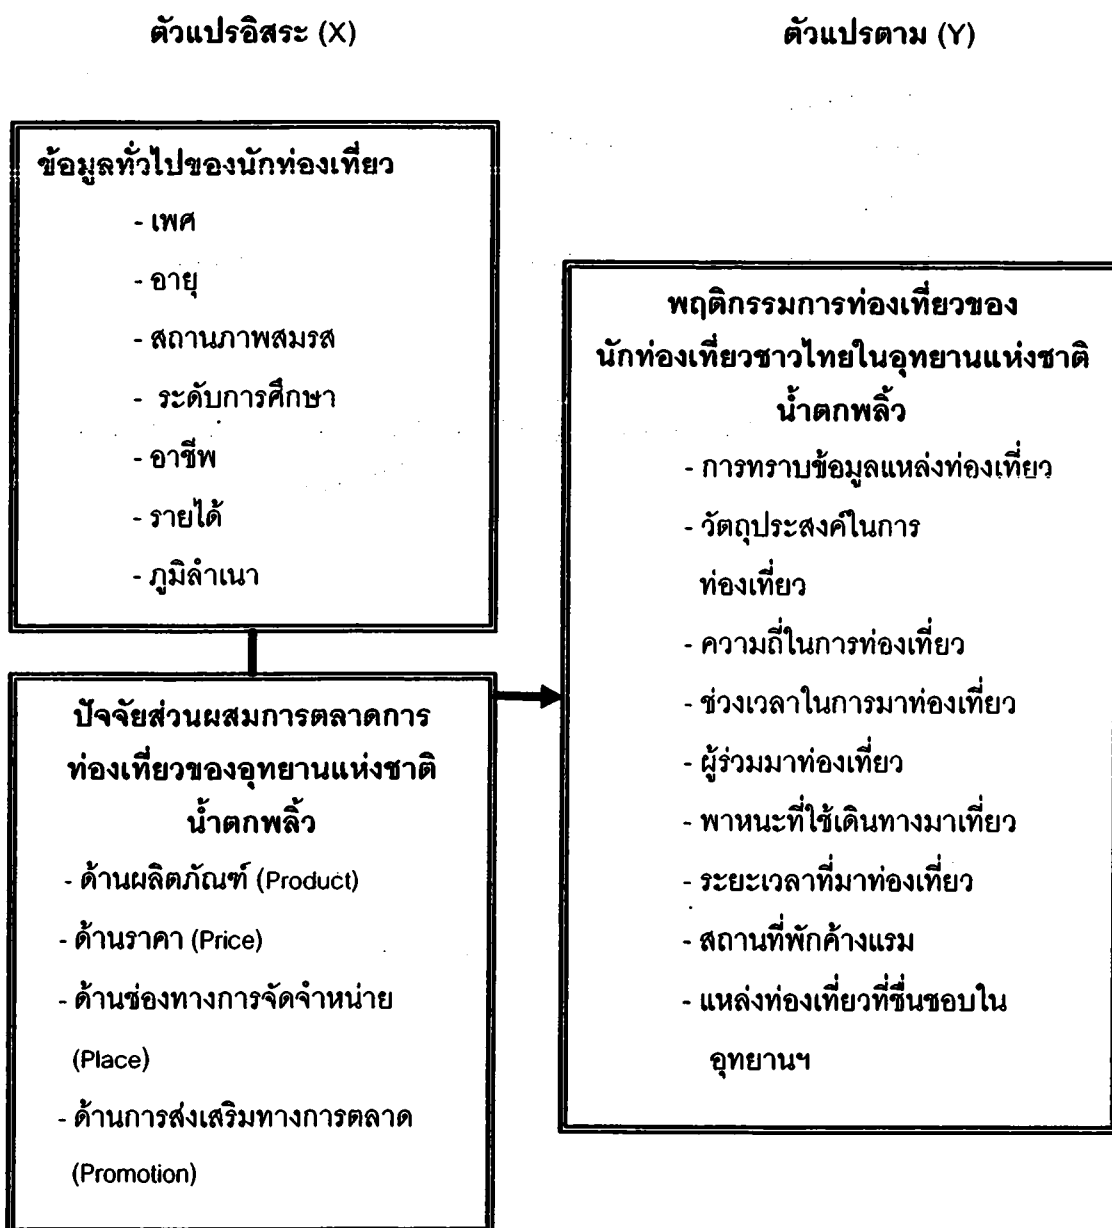 ตัวแปรอิสระ (X)
ตัวแปรตาม (Y)
ข้อมูลทั่วไปของนักท่องเที่ยว
- เพศ
- อายุ
- สถานภาพสมรส
- ระดับการศึกษา
- อาชีพ
- รายได้
- ภูมิลำเนา
ปัจจัยส่วนผสมการตลาดการ
ท่องเที่ยวของอุทยานแห่งชาติ
น้ำตกพลิ้ว
- ด้านผลิตภัณฑ์ (Product)
- ด้านราคา (Price)
- ด้านช่องทางการจัดจำหน่าย
(Place)
- ด้านการส่งเสริมทางการตลาด
(Promotion)
พฤติกรรมการท่องเที่ยวของ
นักท่องเที่ยวชาวไทยในอุทยานแห่งชาติ
น้ำตกพลิ้ว
- การทราบข้อมูลแหล่งท่องเที่ยว
- วัตถุประสงค์ในการ
ท่องเที่ยว
- ความถี่ในการท่องเที่ยว
- ช่วงเวลาในการมาท่องเที่ยว
- ผู้ร่วมมาท่องเที่ยว
- พาหนะที่ใช้เดินทางมาเที่ยว
- ระยะเวลาที่มาท่องเที่ยว
- สถานที่พักค้างแรม
- แหล่งท่องเที่ยวที่ชื่นชอบใน
อุทยานฯ